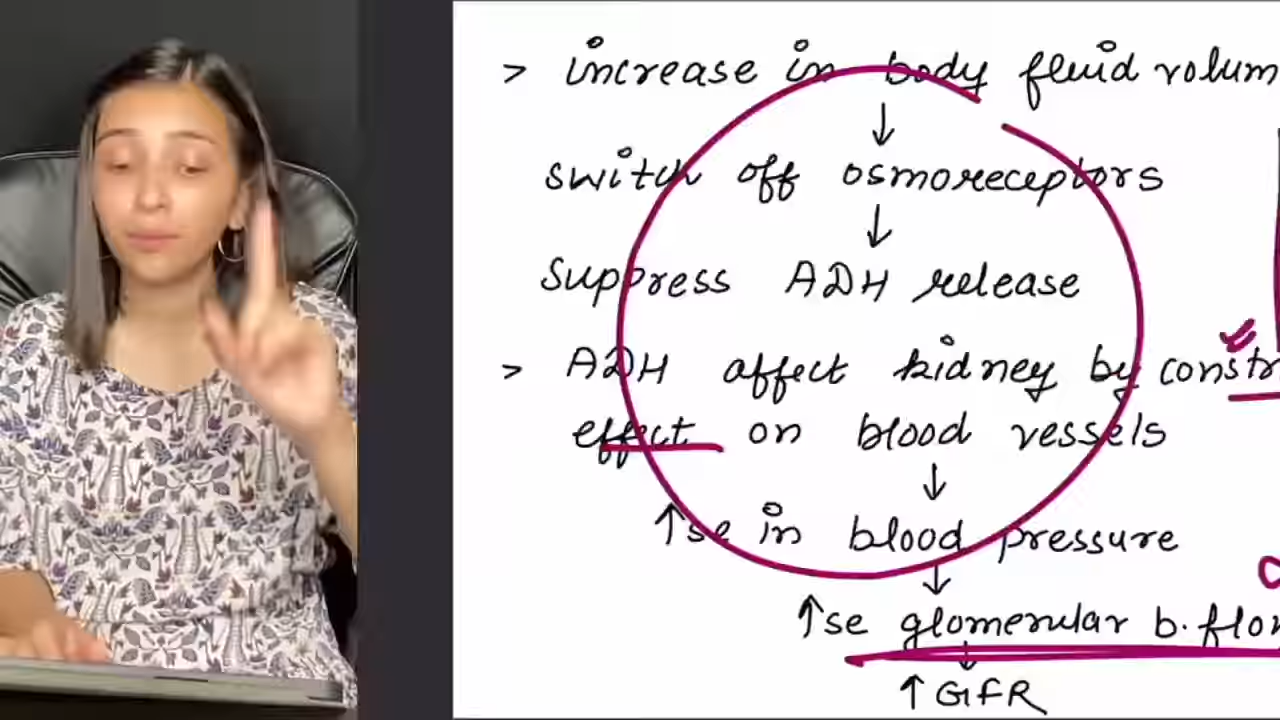 > increase in body fluid volum
↓
switch off osmoreceptors
↓
suppress ADH release
> ADH affect kidney by constr
effect on blood vessels
↓
↑se in blood pressure
↓
↑se glomerular b. flo
↓
↑ GFR